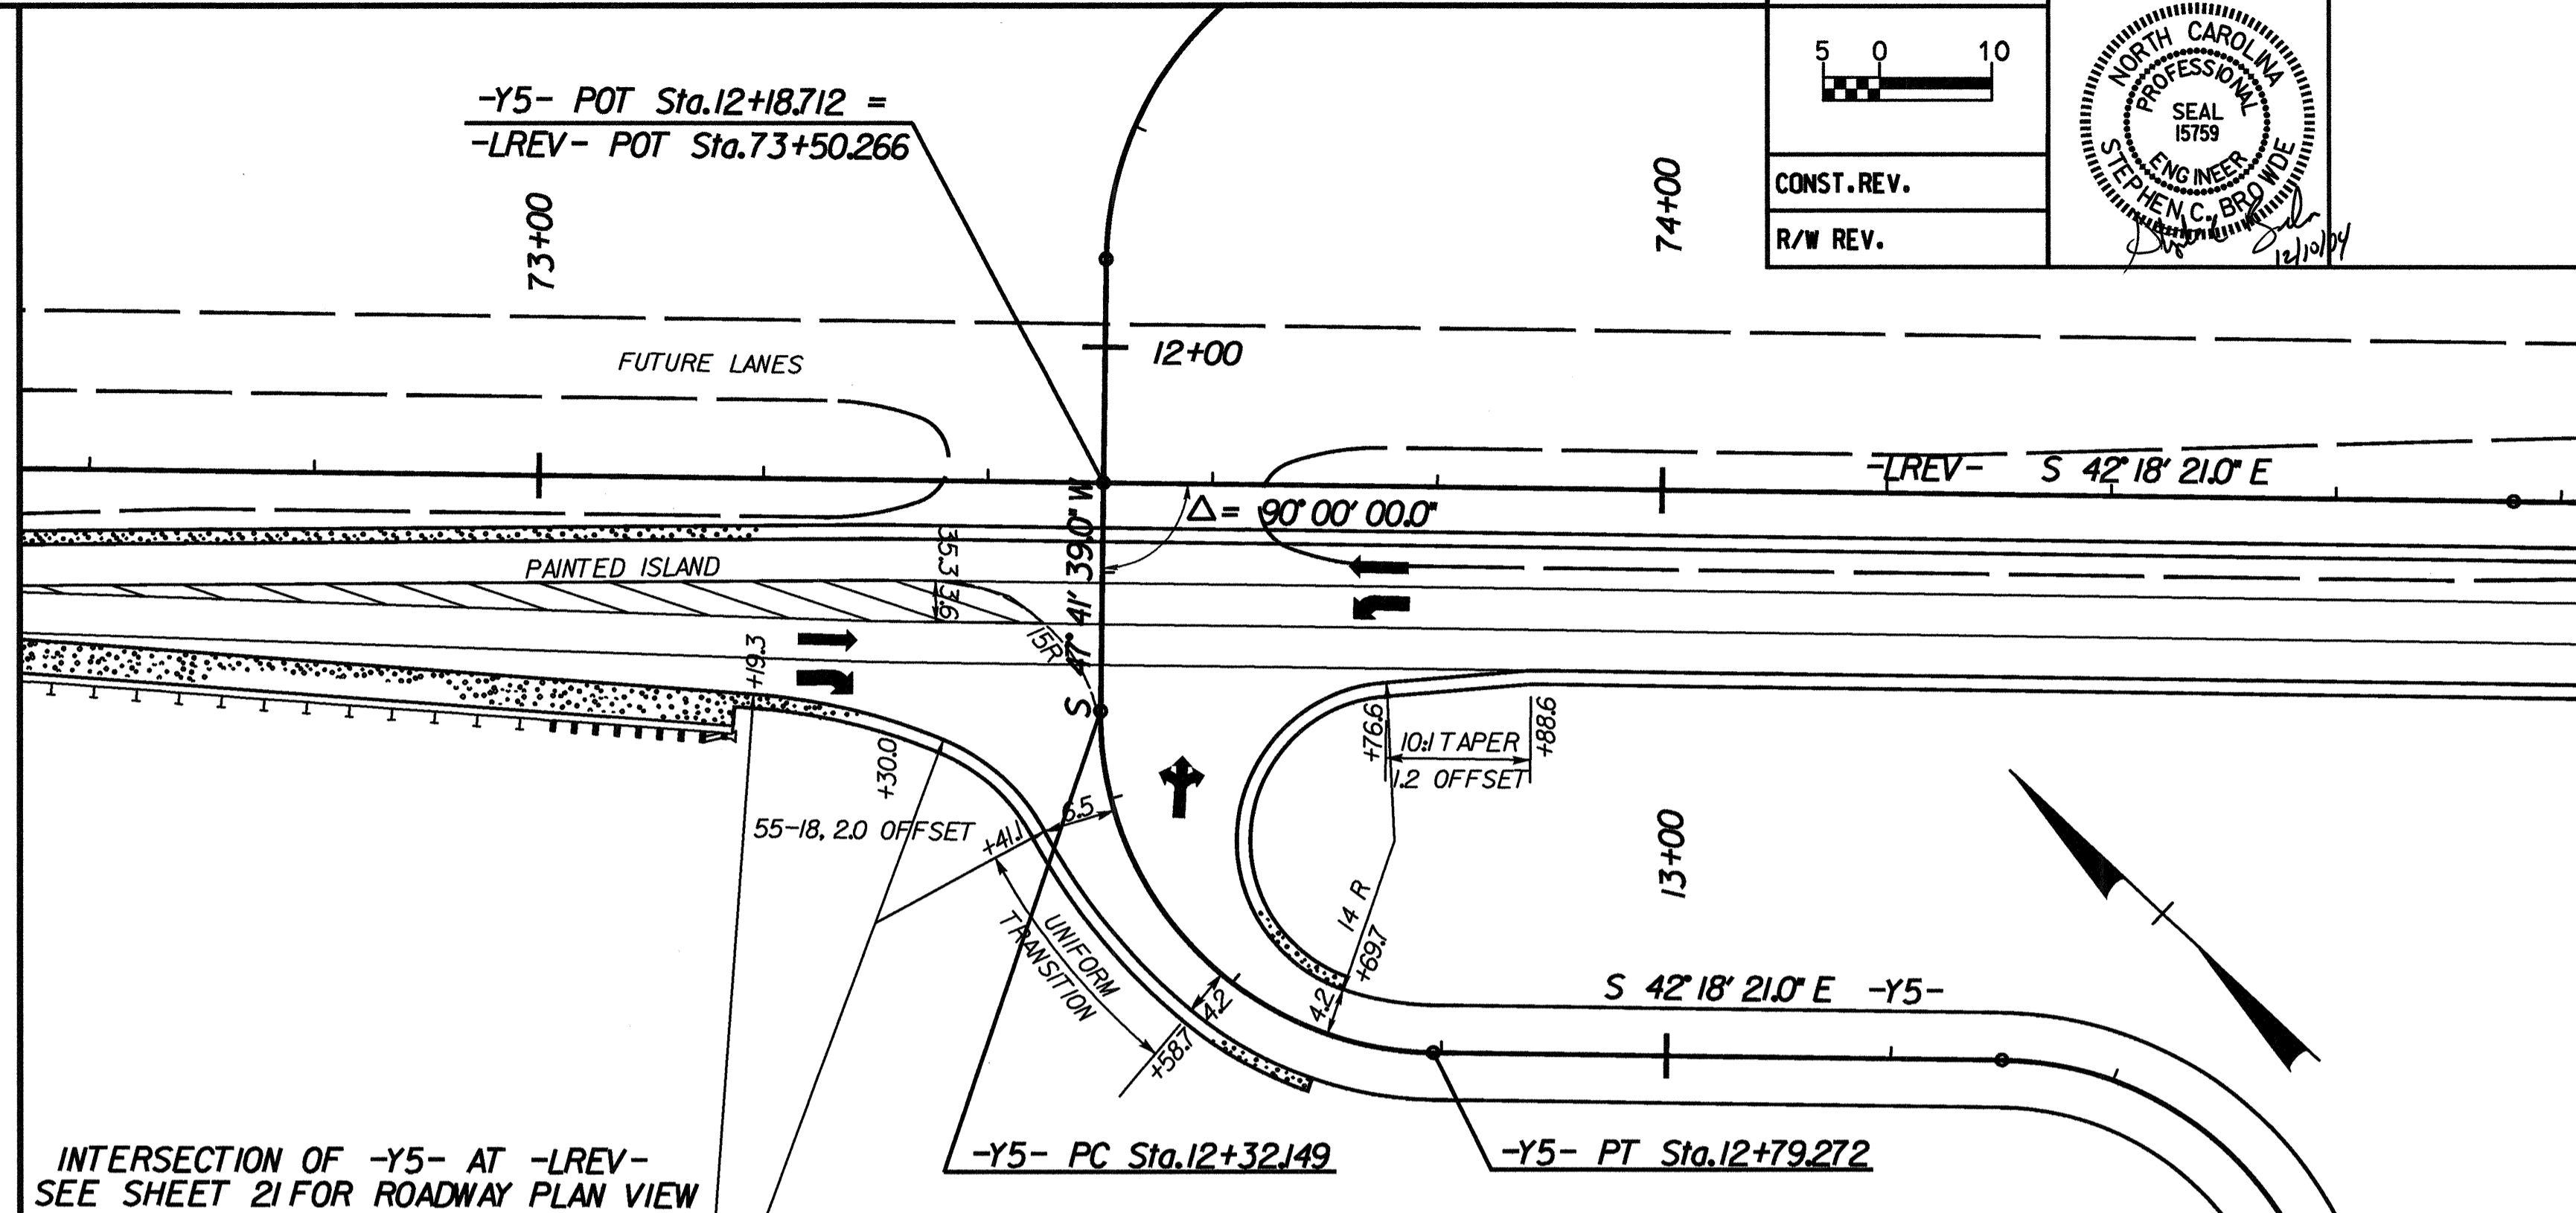 -Y5- POT Sta.12+18.712 =
-LREV- POT Sta.73+50.266
5 0 10
CONST.REV.
R/W REV.
NORTH CAROLINA
PROFESSIONAL
SEAL
15759
ENGINEER
STEPHEN C. BROWDE
12/10/04
73+00
74+00
FUTURE LANES
12+00
-LREV- S 42°18'21.0" E
Δ = 90°00'00.0"
S 47° 41' 39.0" W
PAINTED ISLAND
35.3
3.6
15R
+19.3
+30.0
55-18, 2.0 OFFSET
+41.1
6.5
+76.6
10:1 TAPER
1.2 OFFSET
+88.6
13+00
UNIFORM
TRANSITION
14 R
+69.7
4.2
4.2
+58.7
S 42°18'21.0" E -Y5-
-Y5- PC Sta.12+32.149
-Y5- PT Sta.12+79.272
INTERSECTION OF -Y5- AT -LREV-
SEE SHEET 21 FOR ROADWAY PLAN VIEW